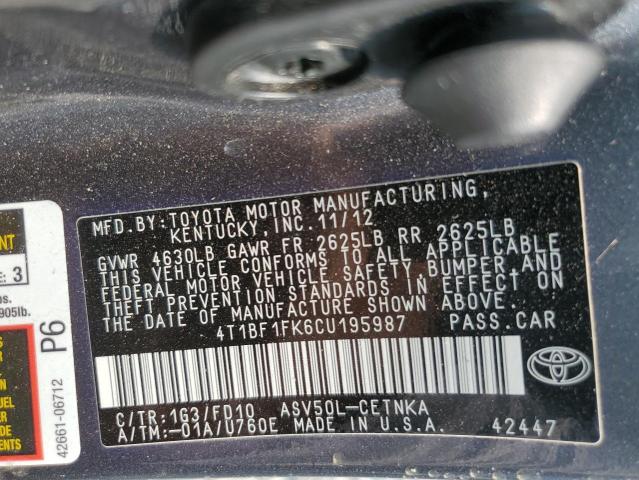 MFD.BY:TOYOTA MOTOR MANUFACTURING,
KENTUCKY, INC. 11/12
GVWR 4630LB GAWR FR 2625LB RR 2625LB
THIS VEHICLE CONFORMS TO ALL APPLICABLE
FEDERAL MOTOR VEHICLE SAFETY, BUMPER, AND
THEFT PREVENTION STANDARDS IN EFFECT ON
THE DATE OF MANUFACTURE SHOWN ABOVE.
4T1BF1FK6CU195987 PASS.CAR
C/TR:1G3/FD10 ASV50L-CETNKA
A/TM:-01A/U760E MADE IN U.S.A. 42447
TOYOTA
3
905lb.
P6
42661-06712